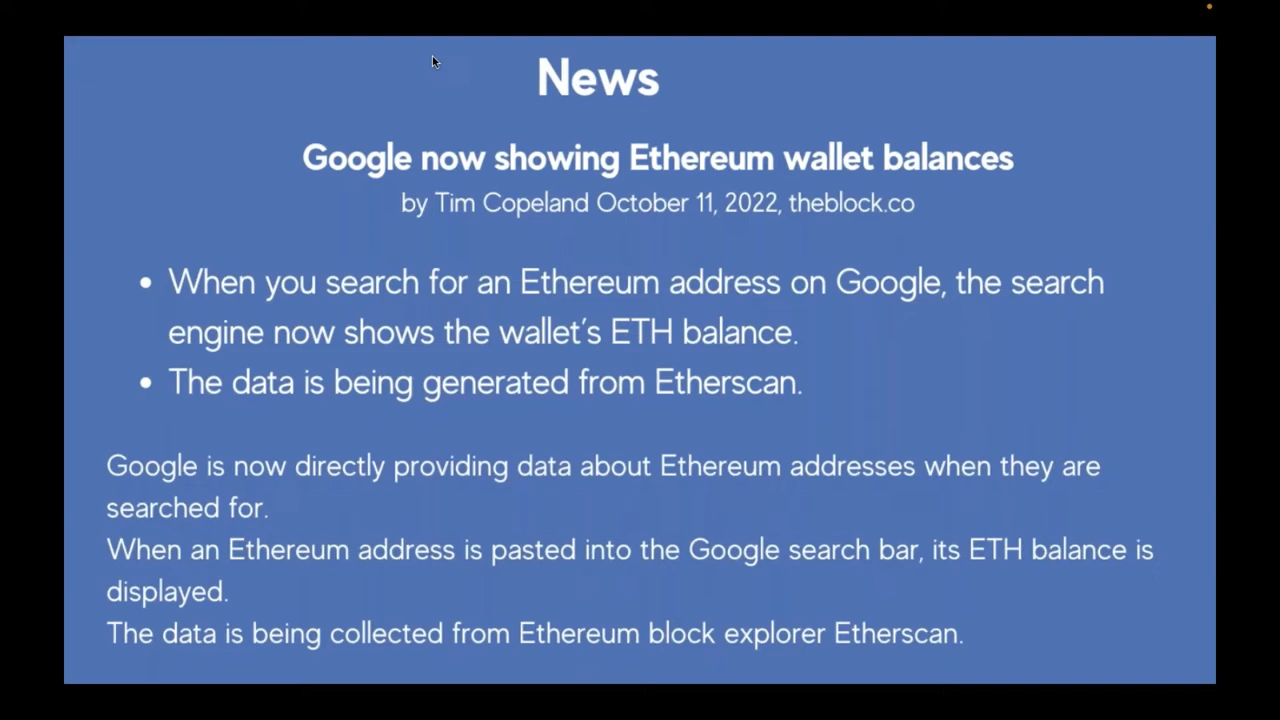 News
Google now showing Ethereum wallet balances
by Tim Copeland October 11, 2022, theblock.co
• When you search for an Ethereum address on Google, the search
engine now shows the wallet's ETH balance.
• The data is being generated from Etherscan.
Google is now directly providing data about Ethereum addresses when they are
searched for.
When an Ethereum address is pasted into the Google search bar, its ETH balance is
displayed.
The data is being collected from Ethereum block explorer Etherscan.